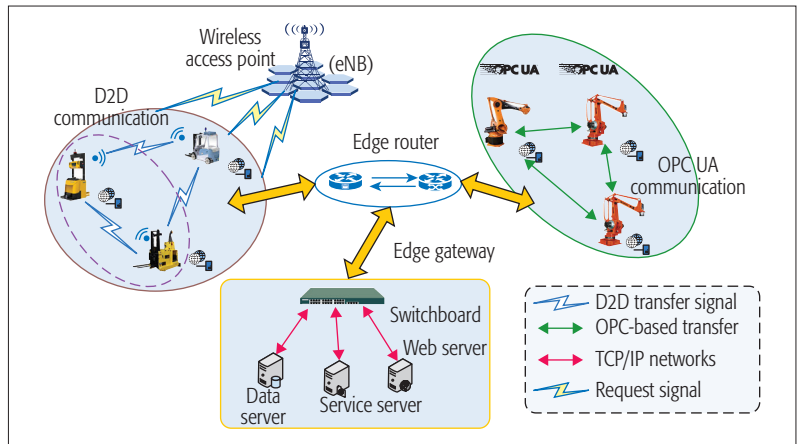 Wireless
access point
(eNB)
D2D
communication
OPC UA
OPC UA
Edge router
OPC UA
communication
Edge gateway
Switchboard
Web server
Data
server
Service server
D2D transfer signal
OPC-based transfer
TCP/IP networks
Request signal